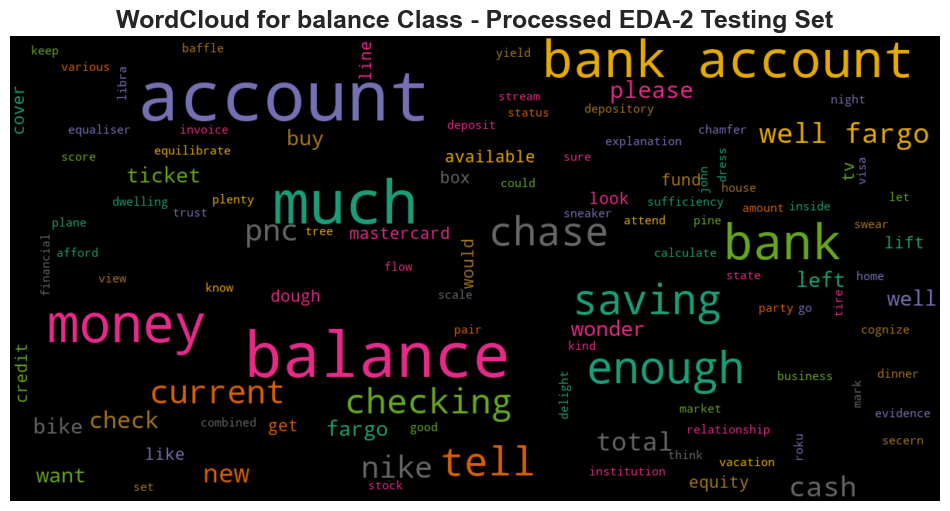 WordCloud for balance Class - Processed EDA-2 Testing Set
keep
baffle
line
yield
bank account
various
libra
account
please
stream
night
cover
equaliser
invoice
buy
deposit
status
depository
explanation
chamfer
well fargo
score
equilibrate
available
sure
dress
tv
visa
ticket
box
could
fund
john
house
let
dwelling
plenty
much
look
sufficiency
amount
inside
plane
trust
sneaker
attend
pine
swear
pnc
tree
mastercard
chase
bank
lift
afford
financial
would
calculate
view
flow
state
left
home
know
dough
scale
saving
tire
well
money
pair
wonder
party
go
cognize
balance
kind
credit
enough
business
dinner
current
checking
delight
mark
market
evidence
bike
check
combined
get
fargo
good
relationship
total
secern
like
think
roku
want
new
nike
tell
institution
vacation
set
stock
equity
cash